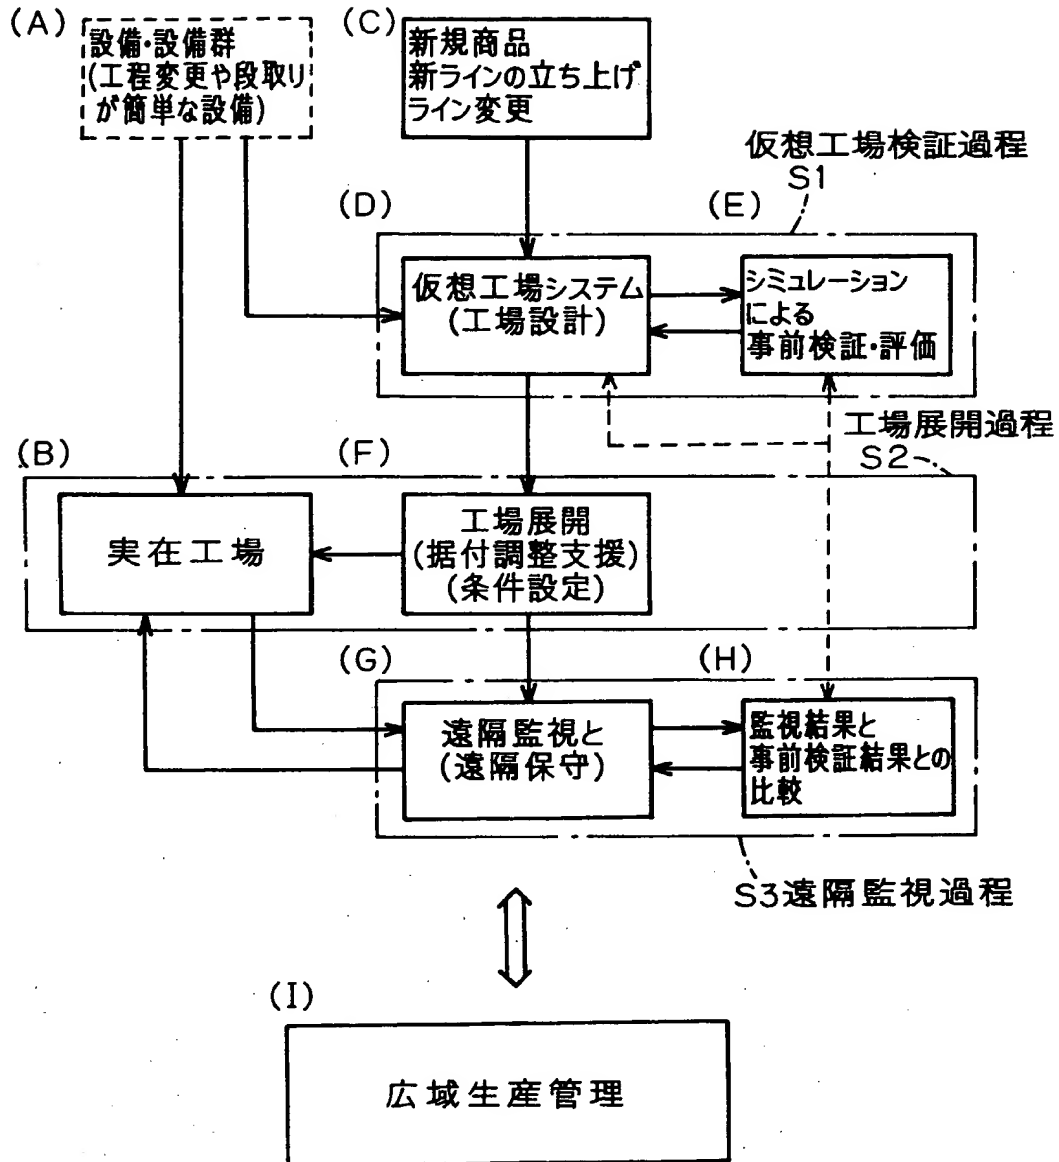 (A)
設備・設備群
(工程変更や段取り
が簡単な設備)
(C)
新規商品
新ラインの立ち上げ
ライン変更
仮想工場検証過程
S1
(D)
(E)
仮想工場システム
(工場設計)
シミュレーション
による
事前検証・評価
工場展開過程
S2
(B)
(F)
実在工場
工場展開
(据付調整支援)
(条件設定)
(G)
(H)
遠隔監視と
(遠隔保守)
監視結果と
事前検証結果との
比較
S3遠隔監視過程
(I)
広域生産管理